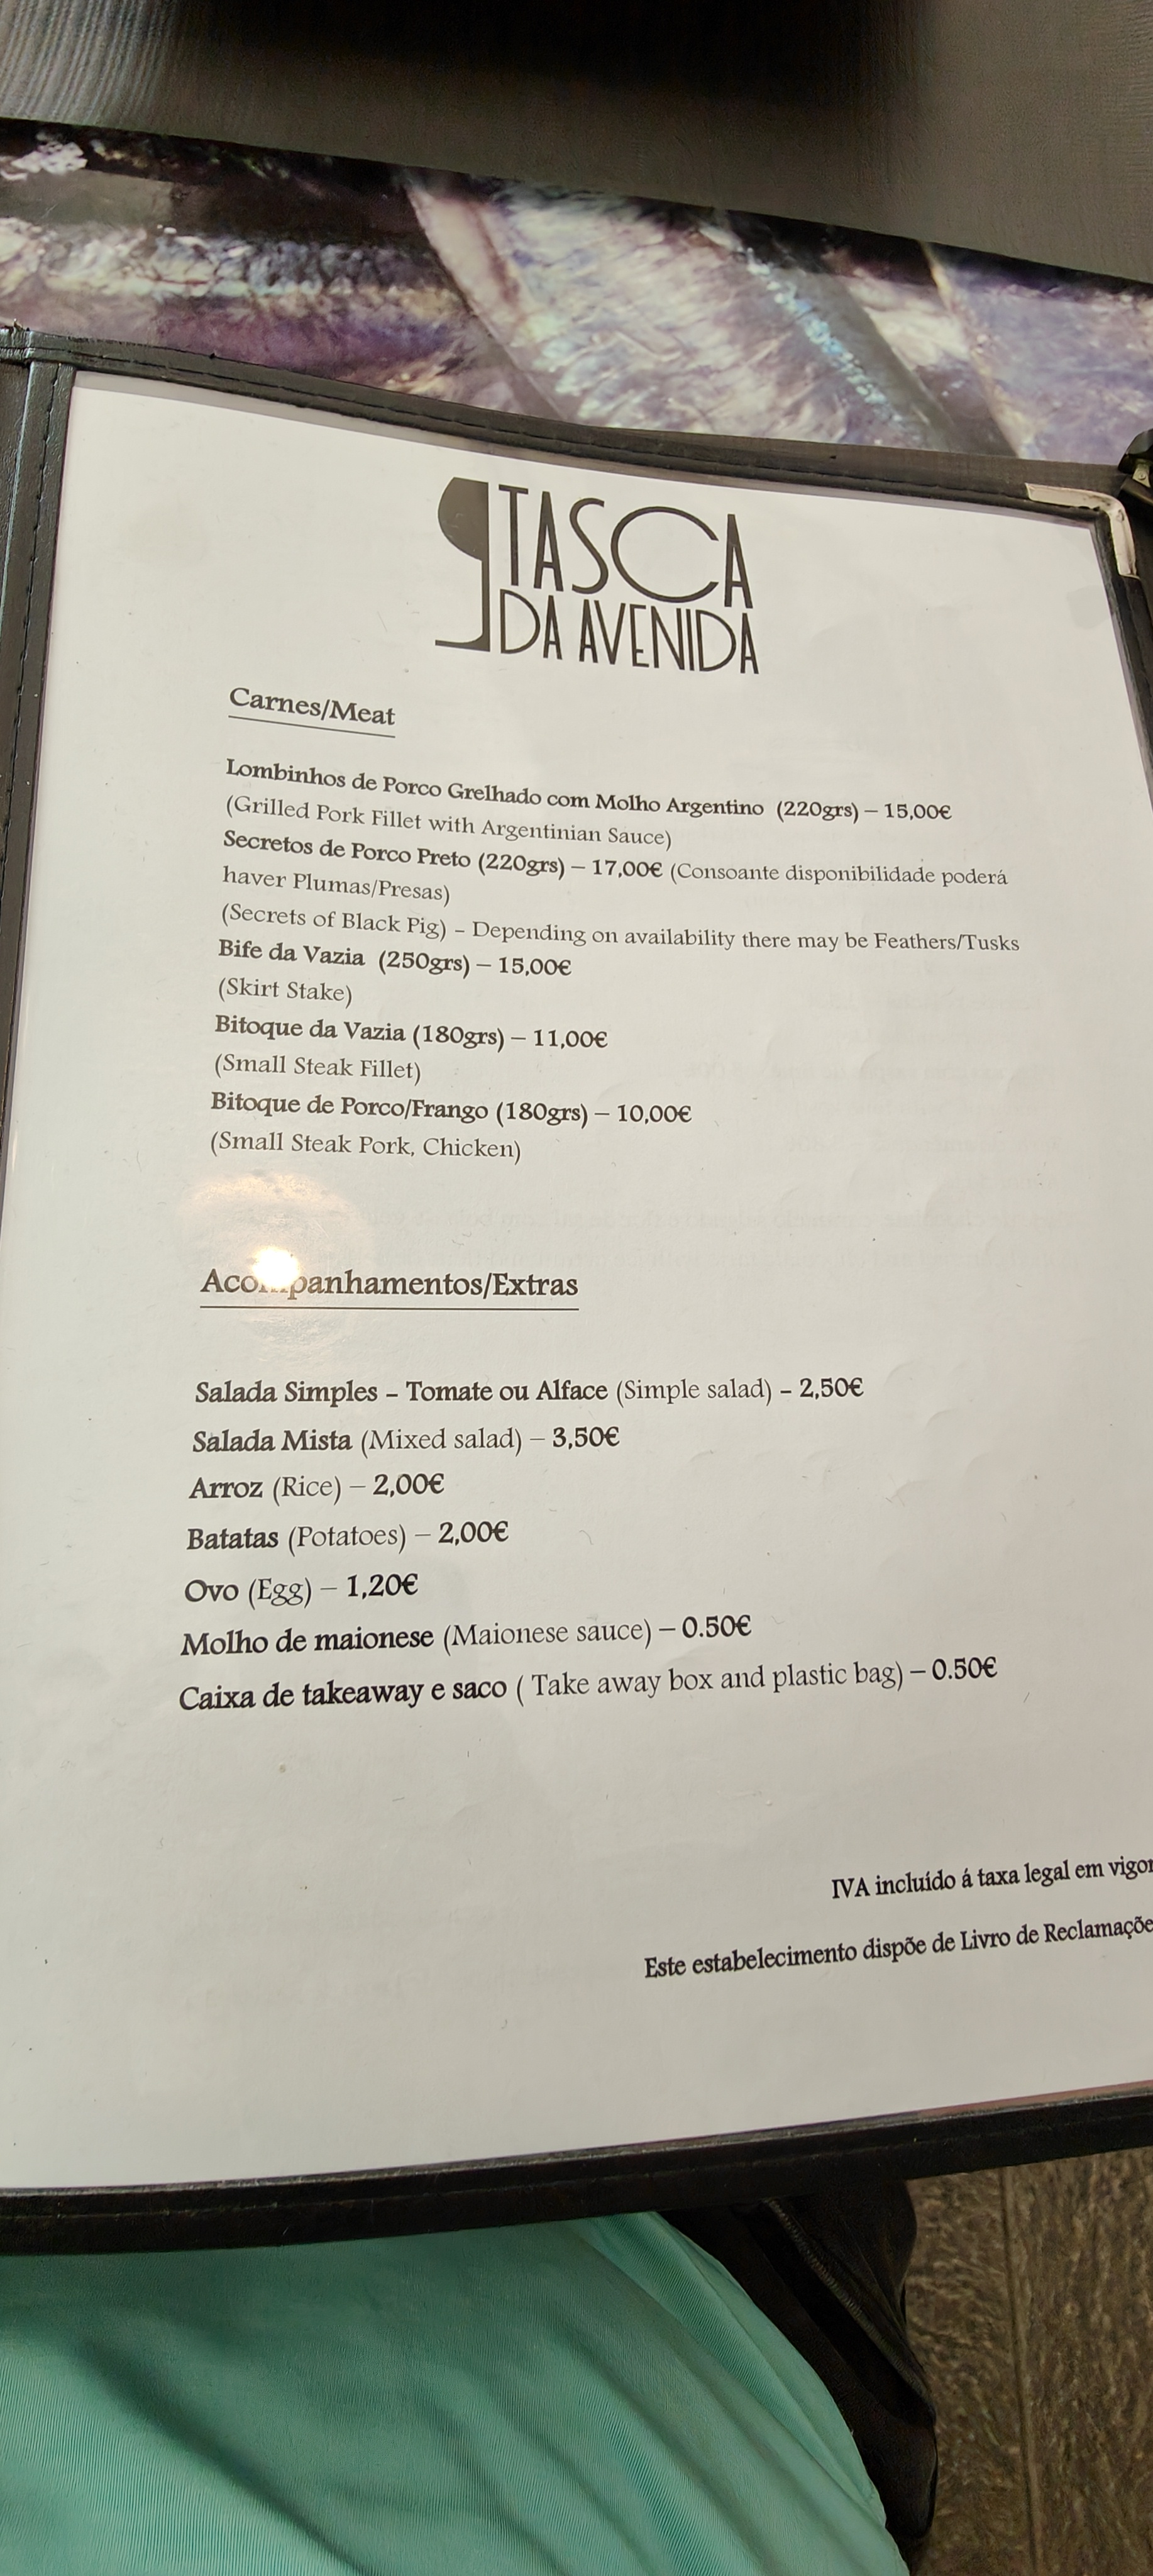 TASCA
DA AVENIDA
Carnes/Meat
Lombinhos de Porco Grelhado com Molho Argentino (220grs) – 15,00€
(Grilled Pork Fillet with Argentinian Sauce)
Secretos de Porco Preto (220grs) – 17,00€ (Consoante disponibilidade poderá
haver Plumas/Presas)
(Secrets of Black Pig) – Depending on availability there may be Feathers/Tusks
Bife da Vazia (250grs) – 15,00€
(Skirt Stake)
Bitoque da Vazia (180grs) – 11,00€
(Small Steak Fillet)
Bitoque de Porco/Frango (180grs) – 10,00€
(Small Steak Pork, Chicken)
Acompanhamentos/Extras
Salada Simples – Tomate ou Alface (Simple salad) – 2,50€
Salada Mista (Mixed salad) – 3,50€
Arroz (Rice) – 2,00€
Batatas (Potatoes) – 2,00€
Ovo (Egg) – 1,20€
Molho de maionese (Maionese sauce) – 0.50€
Caixa de takeaway e saco ( Take away box and plastic bag) – 0.50€
IVA incluído á taxa legal em vigor
Este estabelecimento dispõe de Livro de Reclamaçõe